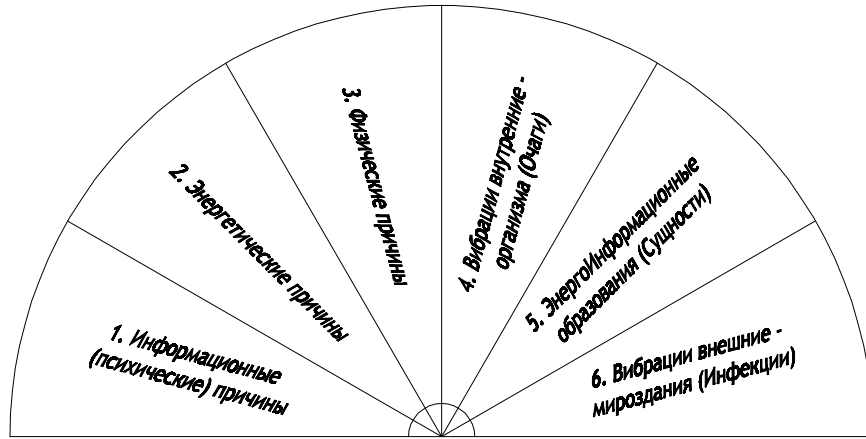 1. Информационные
(психические) причины
2. Энергетические причины
3. Физические причины
4. Вибрации внутренние -
организма (Очаги)
5. ЭнергоИнформационные
образования (Сущности)
6. Вибрации внешние -
мироздания (Инфекции)